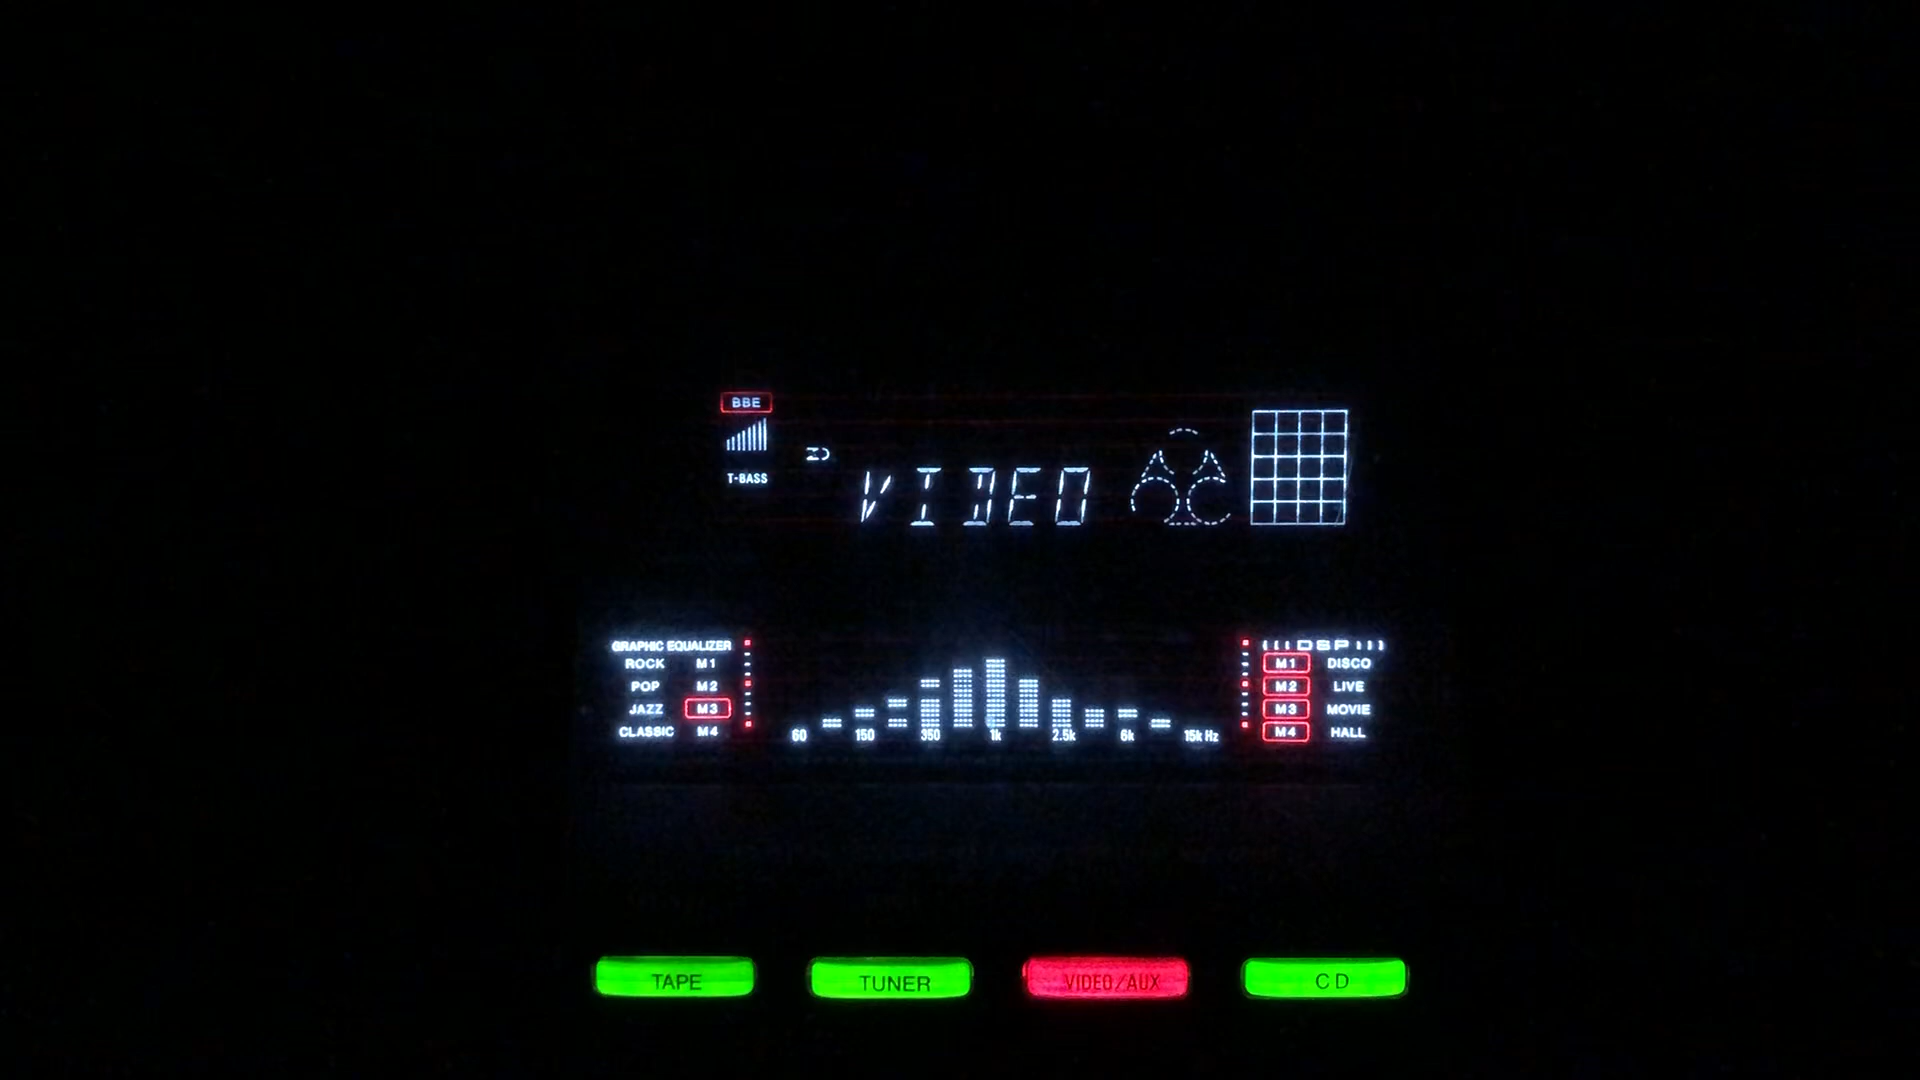 BBE
T-BASS
VIDEO
GRAPHIC EQUALIZER
ROCK M1
POP M2
JAZZ M3
CLASSIC M4
60 150 350 1k 2.5k 6k 15k Hz
DSP
M1 DISCO
M2 LIVE
M3 MOVIE
M4 HALL
TAPE
TUNER
VIDEO/AUX
CD